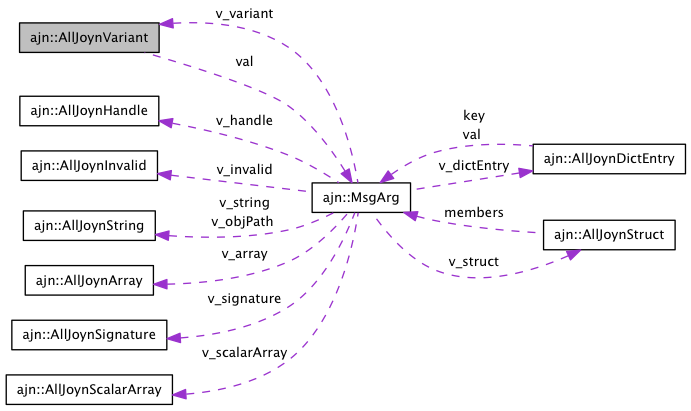 v_variant
ajn::AllJoynVariant
val
key
ajn::AllJoynHandle
v_handle
val
ajn::AllJoynDictEntry
ajn::AllJoynInvalid
v_invalid
v_dictEntry
ajn::MsgArg
v_string
members
ajn::AllJoynString
v_objPath
ajn::AllJoynStruct
v_array
v_struct
ajn::AllJoynArray
v_signature
ajn::AllJoynSignature
v_scalarArray
ajn::AllJoynScalarArray